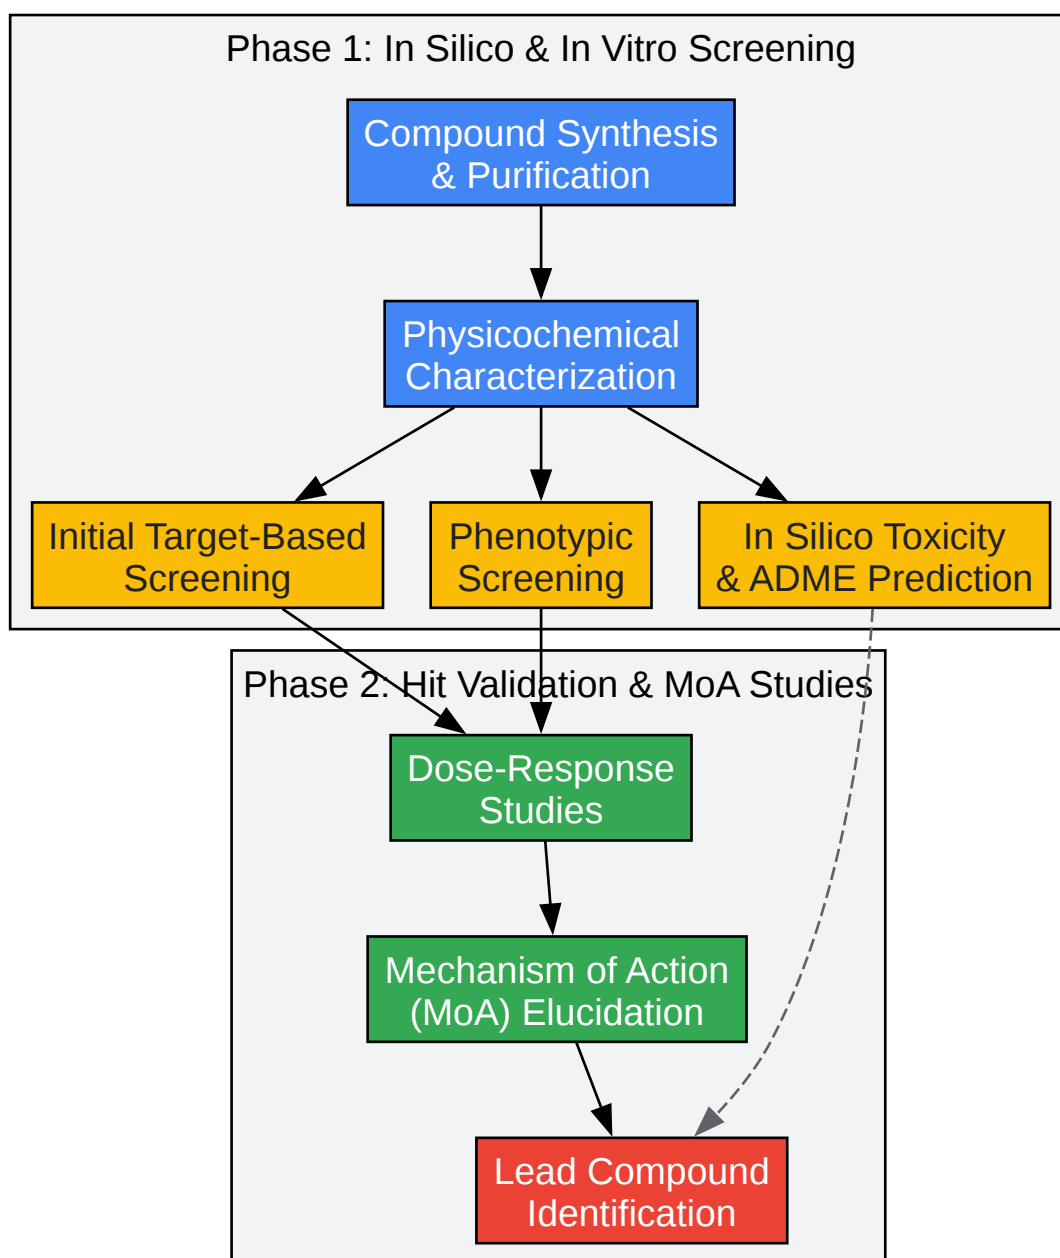 Phase 1: In Silico & In Vitro Screening
Compound Synthesis
& Purification
Physicochemical
Characterization
Initial Target-Based
Screening
Phenotypic
Screening
In Silico Toxicity
& ADME Prediction
Phase 2: Hit Validation & MoA Studies
Dose-Response
Studies
Mechanism of Action
(MoA) Elucidation
Lead Compound
Identification